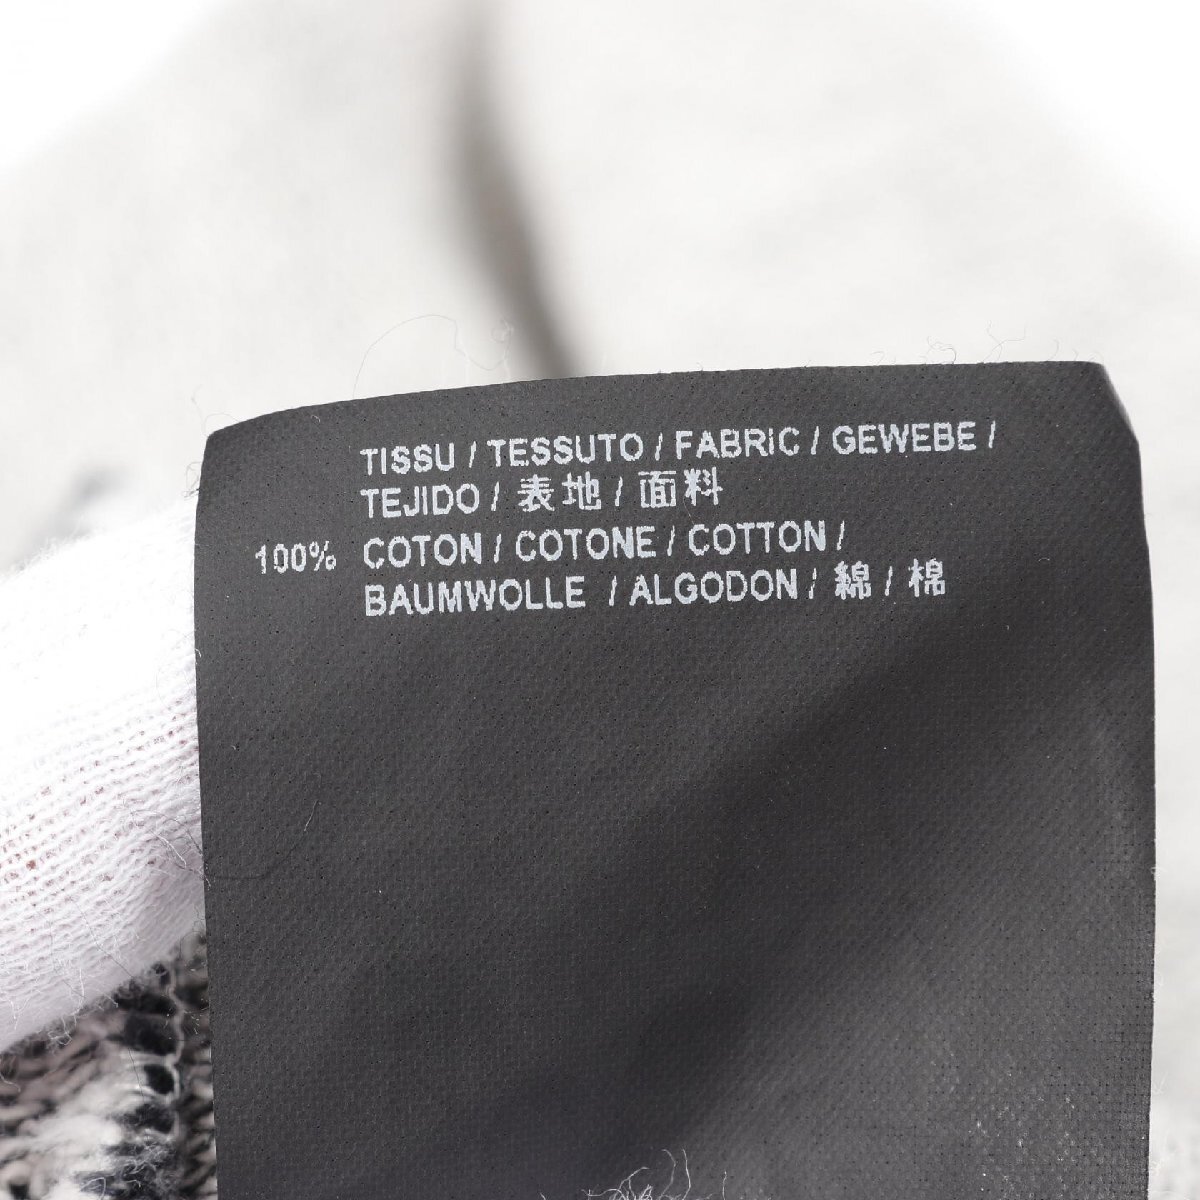 TISSU / TESSUTO / FABRIC / GEWEBE /
TEJIDO / 表地 / 面料
100% COTON / COTONE / COTTON /
BAUMWOLLE / ALGODON / 綿 / 棉